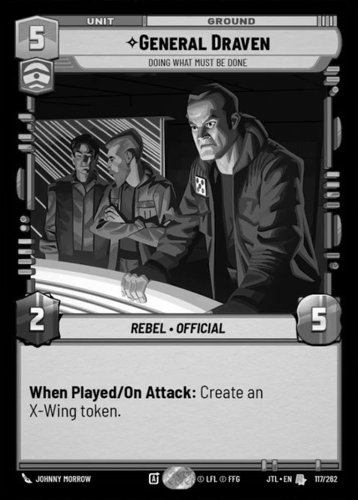 UNIT
GROUND
5
✧GENERAL DRAVEN
DOING WHAT MUST BE DONE
2
REBEL • OFFICIAL
5
When Played/On Attack: Create an
X-Wing token.
JOHNNY MORROW
A
© LFL © FFG
JTL • EN
117/262